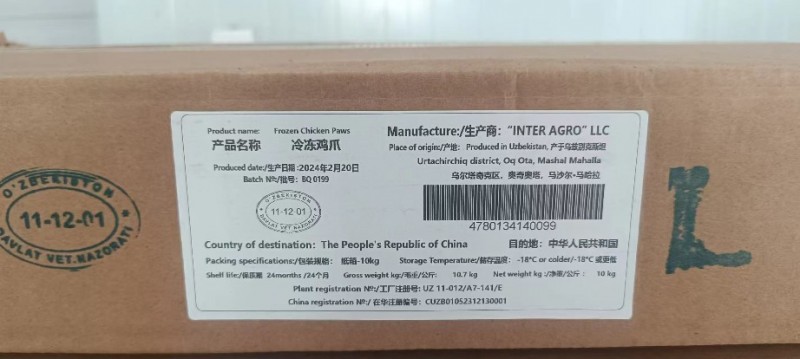 Product name: Frozen Chicken Paws
产品名称 冷冻鸡爪
Produced date:/生产日期:2024年2月20日
Batch №:/批号: BQ 0199
O'ZBEKISTON
11-12-01
Manufacture:/生产商: "INTER AGRO" LLC
Place of origin:/产地: Produced in Uzbekistan, 产于乌兹别克斯坦
Urtachirchiq district, Oq Ota, Mashal Mahalla
乌尔塔奇克区, 奥奇奥塔, 马沙尔·马哈拉
4780134140099
Country of destination: The People's Republic of China 目的地: 中华人民共和国
Packing specifications:/包装规格: 纸箱-10kg Storage Temperature:/储存温度: -18°C or colder/-18°C 或更低
Shelf life/保质期 24months /24个月 Gross weight kg/毛重/公斤: 10.7 kg Net weight kg /净重/公斤: 10 kg
Plant registration №:/工厂注册号: UZ 11-012/A7-141/E
China registration №/ 在华注册编号: CUZB01052312130001
O'ZBEKISTON
11-12-01
DAVLAT VET.NAZORATI
L